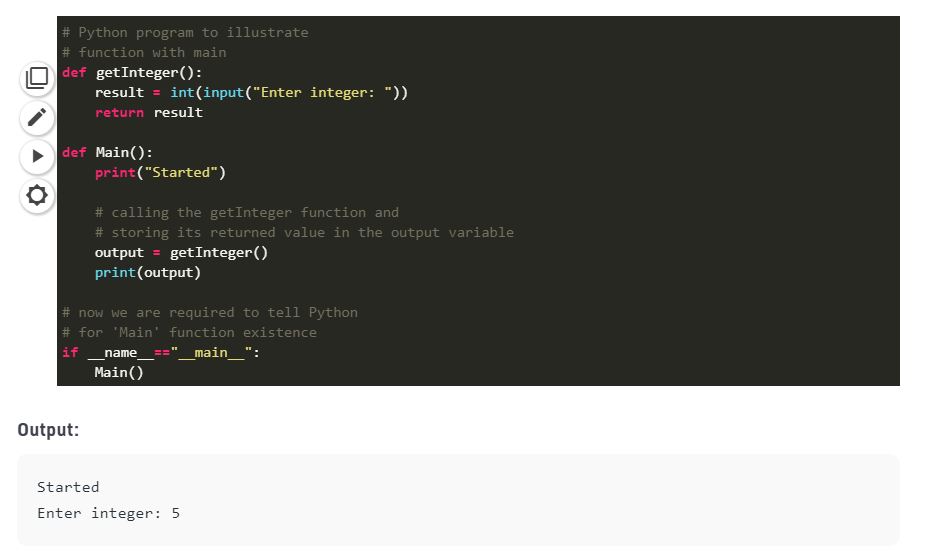 # Python program to illustrate
# function with main
def getInteger():
    result = int(input("Enter integer: "))
    return result

def Main():
    print("Started")

    # calling the getInteger function and
    # storing its returned value in the output variable
    output = getInteger()
    print(output)

# now we are required to tell Python
# for 'Main' function existence
if __name__=="__main__":
    Main()
Output:
Started
Enter integer: 5